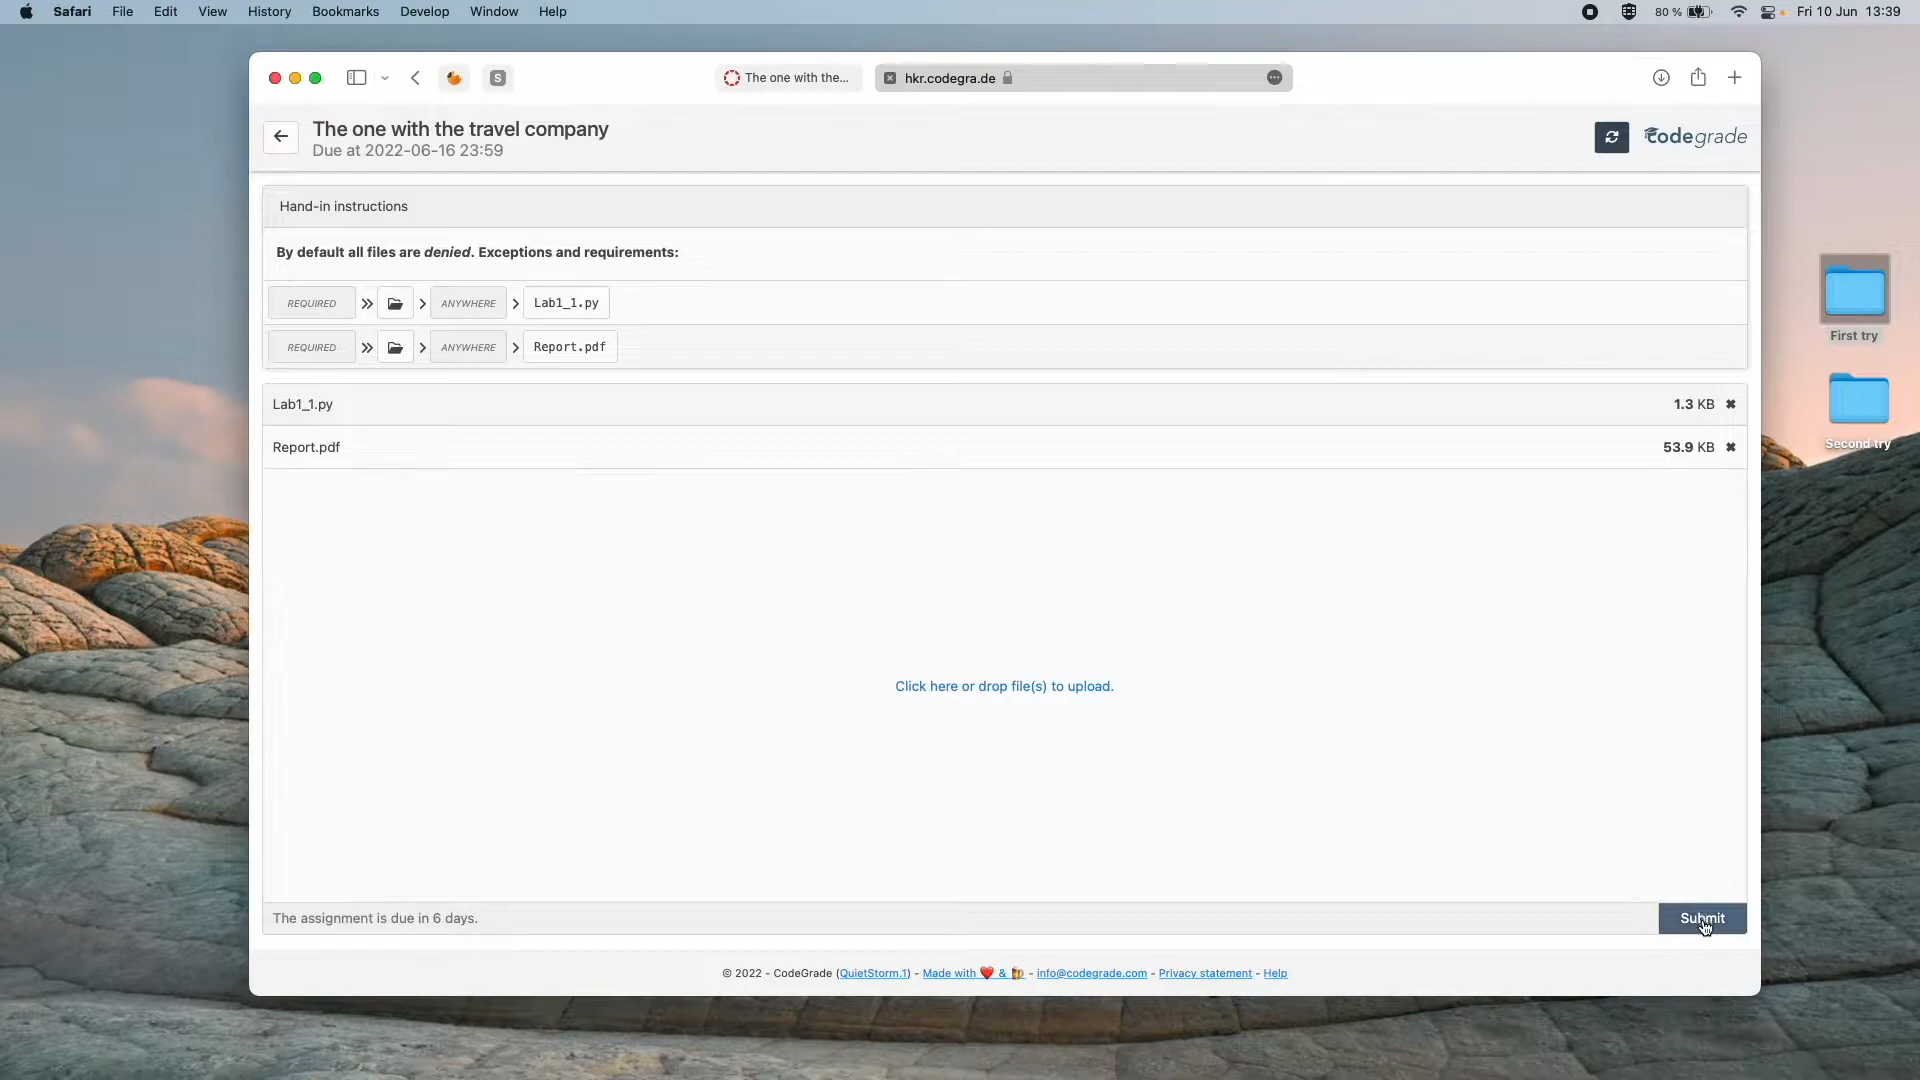 Safari File Edit View History Bookmarks Develop Window Help
80 % Fri 10 Jun 13:39
S
The one with the...
hkr.codegra.de
The one with the travel company
Due at 2022-06-16 23:59
codegrade
Hand-in instructions
By default all files are denied. Exceptions and requirements:
REQUIRED ANYWHERE Lab1_1.py
REQUIRED ANYWHERE Report.pdf
Lab1_1.py 1.3 KB
Report.pdf 53.9 KB
Click here or drop file(s) to upload.
The assignment is due in 6 days.
Submit
© 2022 - CodeGrade (QuietStorm.1) - Made with ❤️ & 🍻 - info@codegrade.com - Privacy statement - Help
First try
Second try